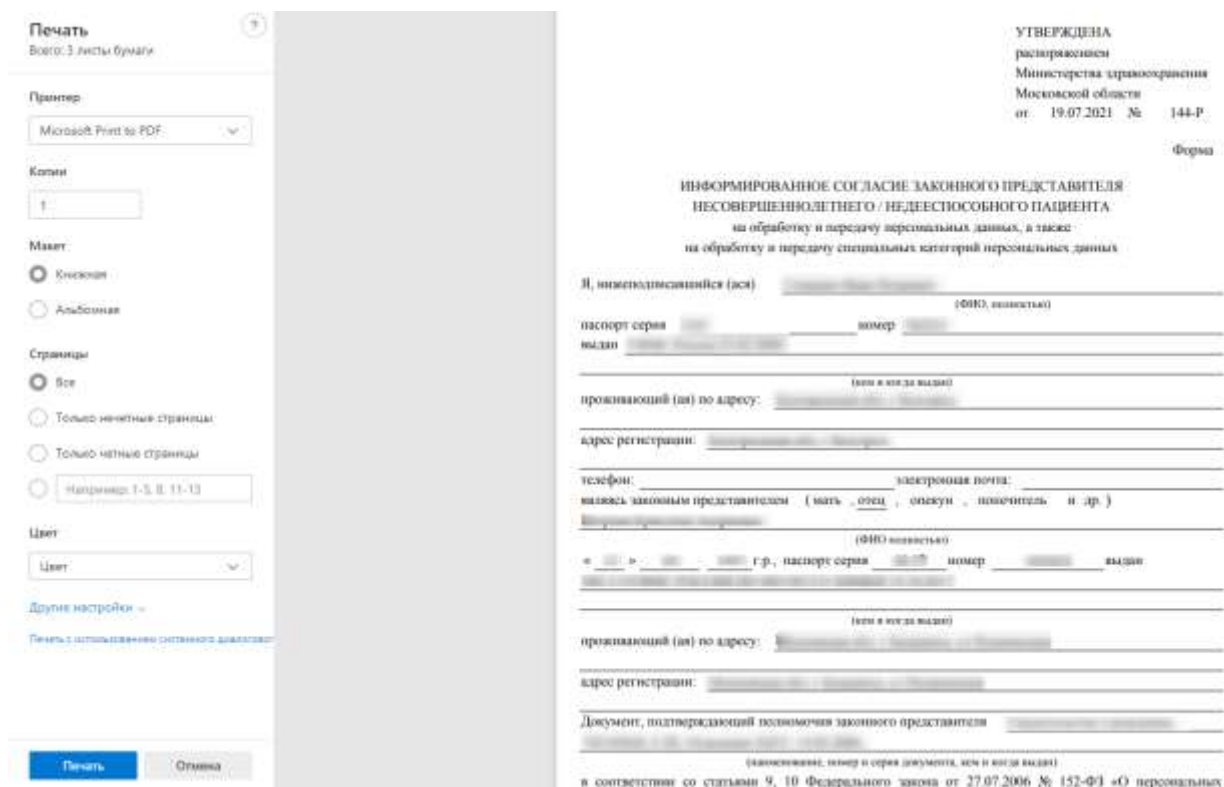 Печать
?
Всего: 3 листы бумаги
Принтер
Microsoft Print to PDF
Копии
1
Макет
Книжная
Альбомная
Страницы
Все
Только нечетные страницы
Только четные страницы
Например: 1-5, 8, 11-13
Цвет
Цвет
Другие настройки
Печать с использованием системного диалогового
Печать
Отмена
УТВЕРЖДЕНА
распоряжением
Министерства здравоохранения
Московской области
от 19.07.2021 № 144-Р
Форма
ИНФОРМИРОВАННОЕ СОГЛАСИЕ ЗАКОННОГО ПРЕДСТАВИТЕЛЯ
НЕСОВЕРШЕННОЛЕТНЕГО / НЕДЕЕСПОСОБНОГО ПАЦИЕНТА
на обработку и передачу персональных данных, а также
на обработку и передачу специальных категорий персональных данных
Я, нижеподписавшийся (аяся)
(ФИО, полностью)
паспорт серия номер
выдан
(кем и когда выдан)
проживающий (ая) по адресу:
адрес регистрации:
телефон: электронная почта:
являясь законным представителем ( мать , отец , опекун , попечитель и др. )
(ФИО полностью)
« » г.р., паспорт серия номер выдан
(кем и когда выдан)
проживающий (ая) по адресу:
адрес регистрации:
Документ, подтверждающий полномочия законного представителя
(наименование, номер и серия документа, кем и когда выдан)
в соответствии со статьями 9, 10 Федерального закона от 27.07.2006 № 152-ФЗ «О персональных